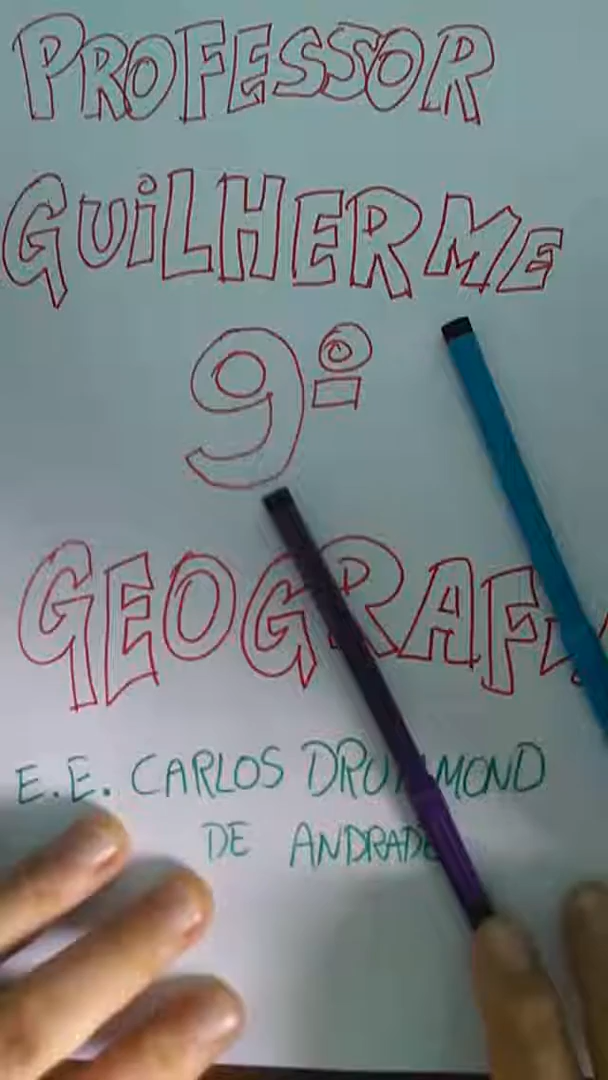 PROFESSOR
GUiLHERME
9º
GEOGRAFIA
E.E. CARLOS DRUMMOND
DE ANDRADE